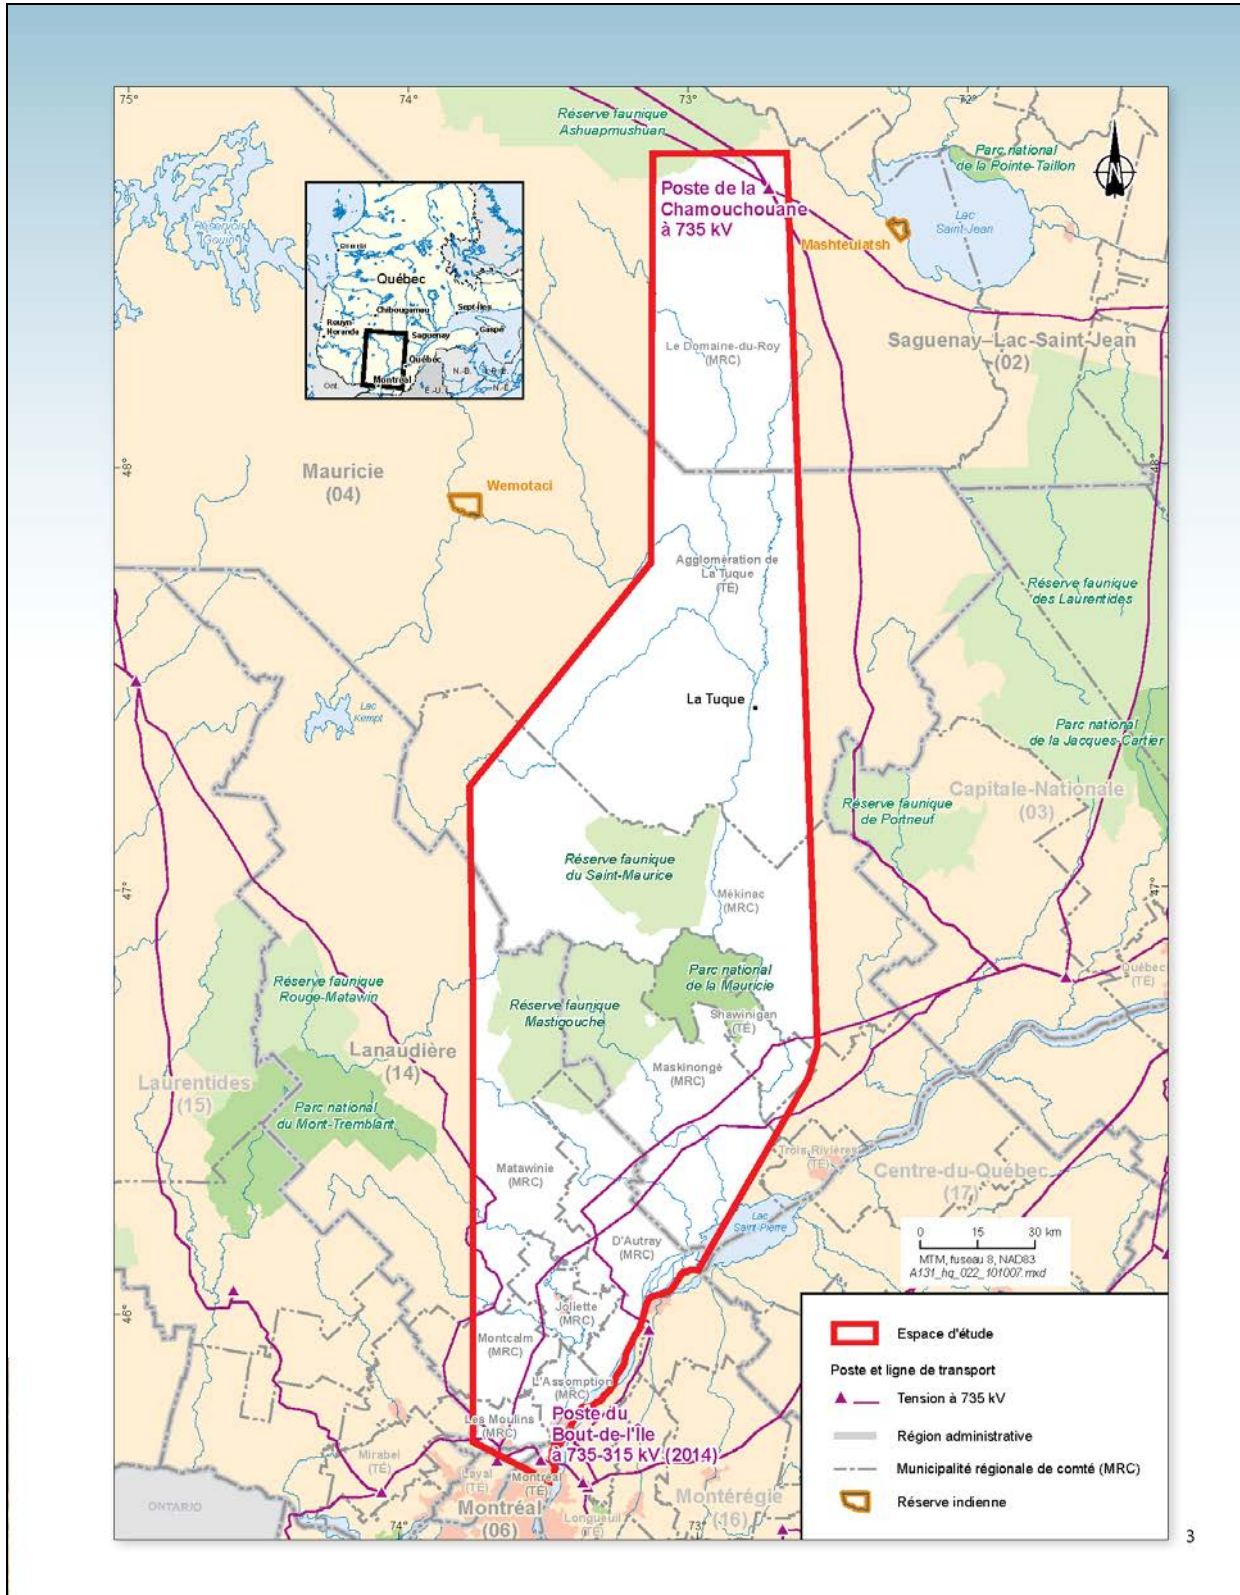 75°
74°
73°
72°
Réserve faunique
Ashuapmushuan
Parc national
de la Pointe-Taillon
N
Poste de la
Chamouchouane
à 735 kV
Lac
Saint-Jean
Mashteuiatsh
Réservoir
Gouin
Québec
Chibougamau
Sept-Îles
Rouyn-
Noranda
Saguenay
Gaspé
Québec
Montréal
Ont.
N.-B.
Î.-P.-É.
É.-U.
N.-É.
Le Domaine-du-Roy
(MRC)
Saguenay–Lac-Saint-Jean
(02)
48°
48°
Mauricie
(04)
Wemotaci
Agglomération de
La Tuque
(TÉ)
Réserve faunique
des Laurentides
La Tuque
Lac
Kempt
Parc national
de la Jacques-Cartier
Capitale-Nationale
(03)
Réserve faunique
de Portneuf
Réserve faunique
du Saint-Maurice
47°
47°
Mékinac
(MRC)
Parc national
de la Mauricie
Québec
(TÉ)
Réserve faunique
Rouge-Matawin
Réserve faunique
Mastigouche
Shawinigan
(TÉ)
Lanaudière
(14)
Maskinongé
(MRC)
Laurentides
(15)
Parc national
du Mont-Tremblant
Trois-Rivières
(TÉ)
Matawinie
(MRC)
Centre-du-Québec
(17)
Lac
Saint-Pierre
D'Autray
(MRC)
0 15 30 km
MTM, fuseau 8, NAD83
A131_hq_022_101007.mxd
46°
Joliette
(MRC)
Montcalm
(MRC)
L'Assomption
(MRC)
Les Moulins
(MRC)
Poste du
Bout-de-l'Île
à 735-315 kV (2014)
Mirabel
(TÉ)
Laval
(TÉ)
Montréal
(TÉ)
Montréal
(06)
Longueuil
(TÉ)
Montérégie
(16)
ONTARIO
74°
73°
Espace d'étude
Poste et ligne de transport
Tension à 735 kV
Région administrative
Municipalité régionale de comté (MRC)
Réserve indienne
3